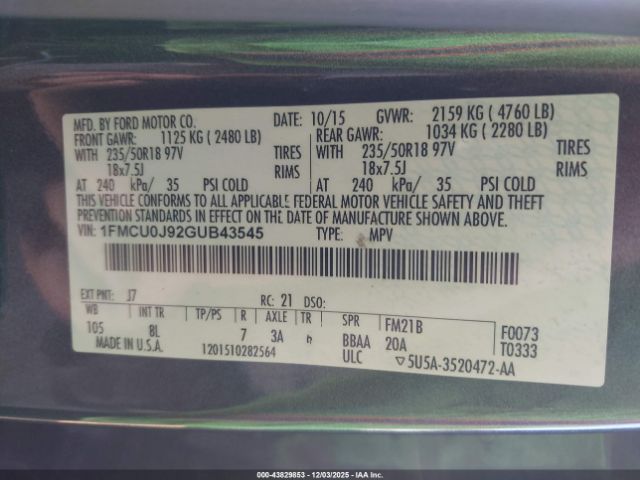 MFD. BY FORD MOTOR CO. DATE: 10/15 GVWR: 2159 KG ( 4760 LB)
FRONT GAWR: 1125 KG ( 2480 LB) REAR GAWR: 1034 KG ( 2280 LB)
WITH 235/50R18 97V TIRES WITH 235/50R18 97V TIRES
18x7.5J RIMS 18x7.5J RIMS
AT 240 kPa/ 35 PSI COLD AT 240 kPa/ 35 PSI COLD
THIS VEHICLE CONFORMS TO ALL APPLICABLE FEDERAL MOTOR VEHICLE SAFETY AND THEFT
PREVENTION STANDARDS IN EFFECT ON THE DATE OF MANUFACTURE SHOWN ABOVE.
VIN: 1FMCU0J92GUB43545 TYPE: MPV
EXT PNT: J7 RC: 21 DSO:
WB INT TR TP/PS R AXLE TR SPR FM21B F0073
105 8L 7 3A BBAA 20A T0333
MADE IN U.S.A. 1201510282564 ULC 5U5A-3520472-AA
000-43829853 - 12/03/2025 - IAA, Inc.